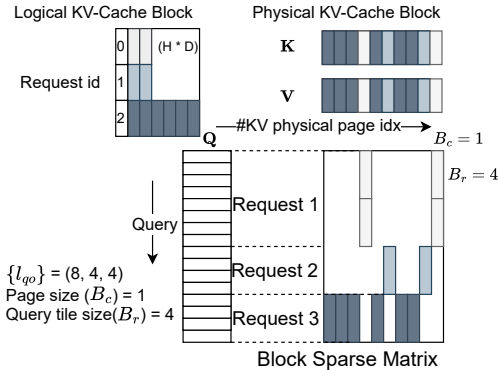 Logical KV-Cache Block
Physical KV-Cache Block
0
(H * D)
Request id
1
2
K
V
#KV physical page idx
Q
B_c = 1
B_r = 4
Request 1
Query
Request 2
{l_qo} = (8, 4, 4)
Page size (B_c) = 1
Query tile size(B_r) = 4
Request 3
Block Sparse Matrix